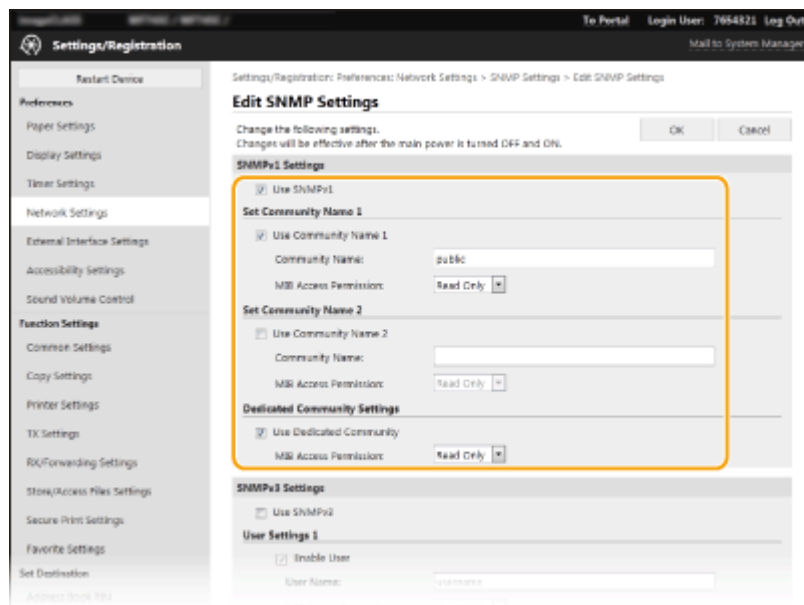 To Portal Login User: 7654321 Log Out
Settings/Registration
Mail to System Manager
Restart Device
Preferences
Paper Settings
Display Settings
Timer Settings
Network Settings
External Interface Settings
Accessibility Settings
Sound Volume Control
Function Settings
Common Settings
Copy Settings
Printer Settings
TX Settings
RX/Forwarding Settings
Store/Access Files Settings
Secure Print Settings
Favorite Settings
Set Destination
Settings/Registration: Preferences: Network Settings > SNMP Settings > Edit SNMP Settings
Edit SNMP Settings
Change the following settings.
Changes will be effective after the main power is turned OFF and ON.
OK Cancel
SNMPv1 Settings
Use SNMPv1
Set Community Name 1
Use Community Name 1
Community Name: public
MIB Access Permission: Read Only
Set Community Name 2
Use Community Name 2
Community Name:
MIB Access Permission: Read Only
Dedicated Community Settings
Use Dedicated Community
MIB Access Permission: Read Only
SNMPv3 Settings
Use SNMPv3
User Settings 1
Enable User
User Name: username